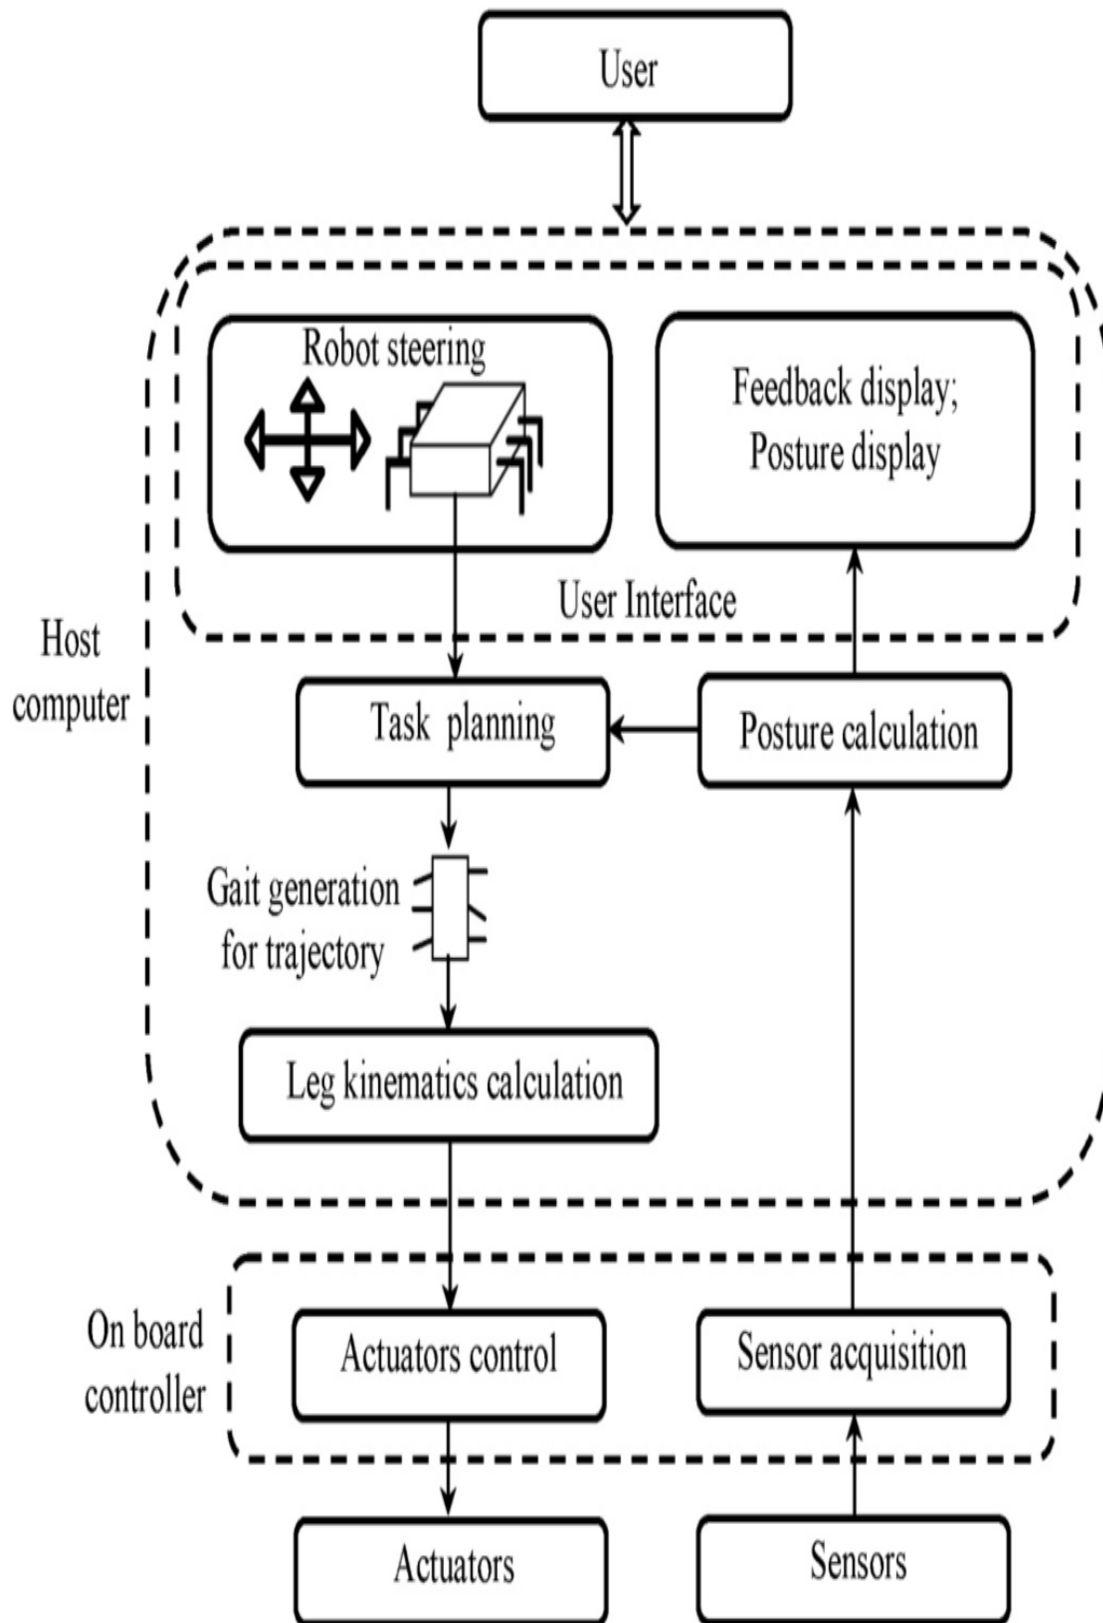 User
Robot steering
Feedback display;
Posture display
User Interface
Host
computer
Task planning
Posture calculation
Gait generation
for trajectory
Leg kinematics calculation
On board
controller
Actuators control
Sensor acquisition
Actuators
Sensors